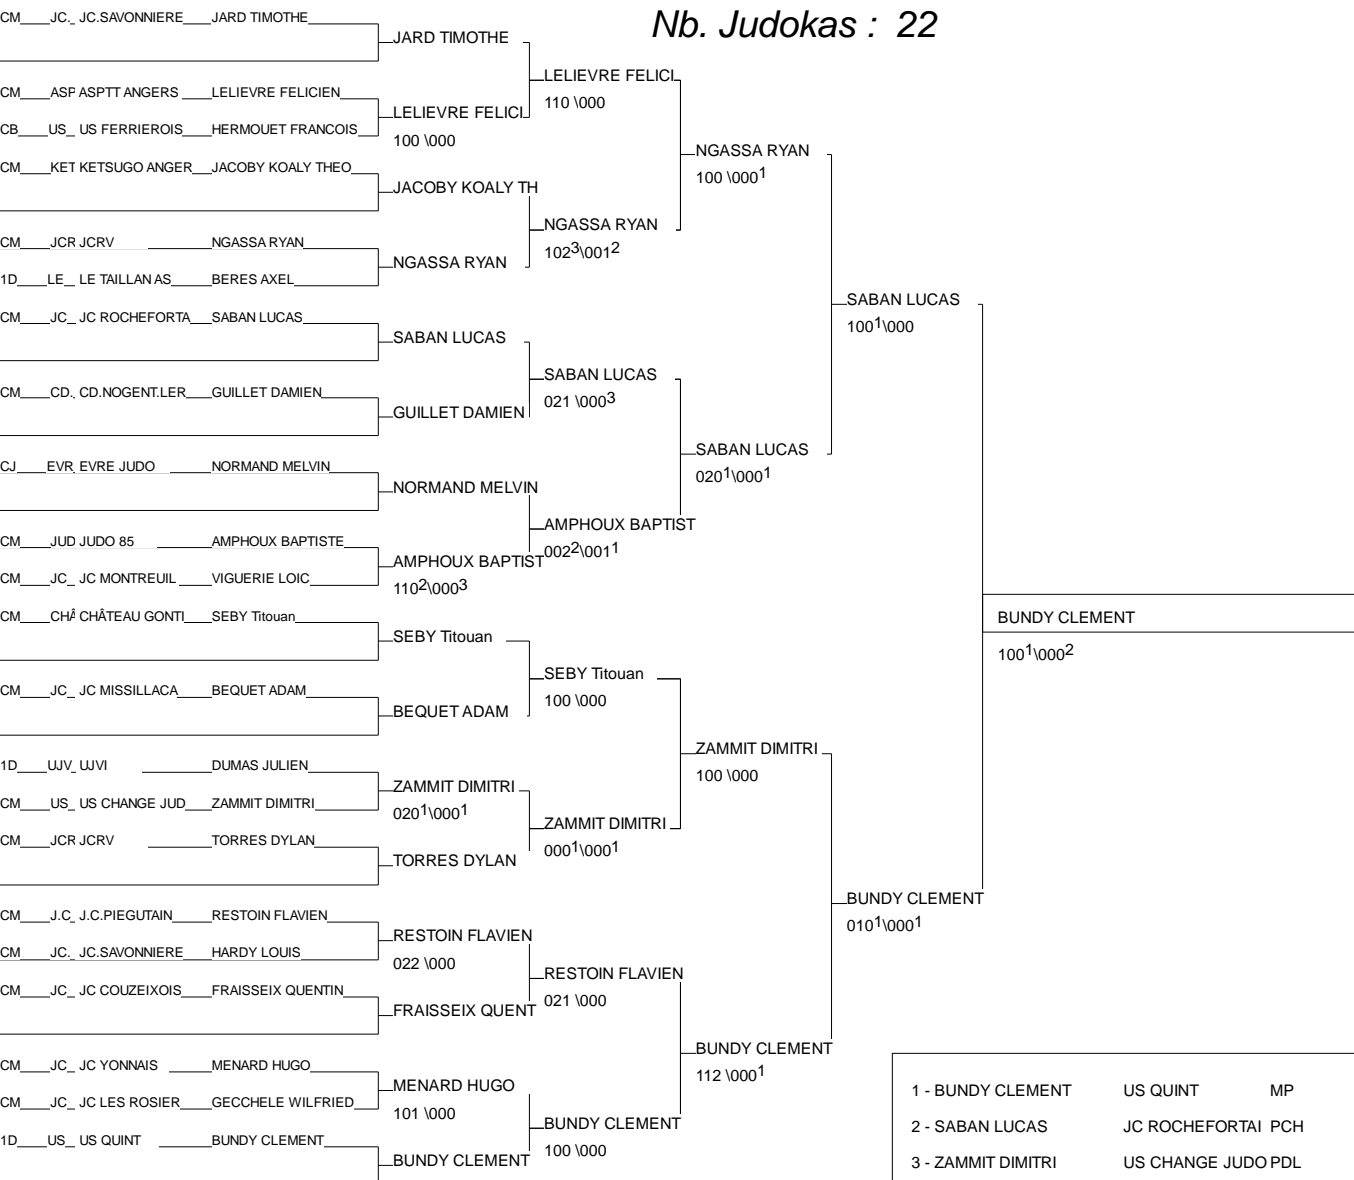 Nb. Judokas : 22
CM JC. JC.SAVONNIERE JARD TIMOTHE
CM ASP ASPTT ANGERS LELIEVRE FELICIEN
CB US_ US FERRIEROIS HERMOUET FRANCOIS
CM KET KETSUGO ANGER JACOBY KOALY THEO
CM JCR JCRV NGASSA RYAN
1D LE_ LE TAILLAN AS BERES AXEL
CM JC_ JC ROCHEFORTA SABAN LUCAS
CM CD. CD.NOGENT.LER GUILLET DAMIEN
CJ EVR EVRE JUDO NORMAND MELVIN
CM JUD JUDO 85 AMPHOUX BAPTISTE
CM JC_ JC MONTREUIL VIGUERIE LOIC
CM CHÂ CHÂTEAU GONTI SEBY Titouan
CM JC_ JC MISSILLACA BEQUET ADAM
1D UJV UJVI DUMAS JULIEN
CM US_ US CHANGE JUD ZAMMIT DIMITRI
CM JCR JCRV TORRES DYLAN
CM J.C_ J.C.PIEGUTAIN RESTOIN FLAVIEN
CM JC. JC.SAVONNIERE HARDY LOUIS
CM JC_ JC COUZEIXOIS FRAISSEIX QUENTIN
CM JC_ JC YONNAIS MENARD HUGO
CM JC_ JC LES ROSIER GECCHELE WILFRIED
1D US_ US QUINT BUNDY CLEMENT
JARD TIMOTHE
LELIEVRE FELICI
100 \000
JACOBY KOALY TH
NGASSA RYAN
SABAN LUCAS
GUILLET DAMIEN
NORMAND MELVIN
AMPHOUX BAPTIST
110²\000³
SEBY Titouan
BEQUET ADAM
ZAMMIT DIMITRI
020¹\000¹
TORRES DYLAN
RESTOIN FLAVIEN
022 \000
FRAISSEIX QUENT
MENARD HUGO
101 \000
BUNDY CLEMENT
LELIEVRE FELICI
110 \000
NGASSA RYAN
102³\001²
SABAN LUCAS
021 \000³
AMPHOUX BAPTIST
002²\001¹
SEBY Titouan
100 \000
ZAMMIT DIMITRI
000¹\000¹
RESTOIN FLAVIEN
021 \000
BUNDY CLEMENT
100 \000
NGASSA RYAN
100 \000¹
SABAN LUCAS
020¹\000¹
ZAMMIT DIMITRI
100 \000
BUNDY CLEMENT
112 \000¹
SABAN LUCAS
100¹\000
BUNDY CLEMENT
010¹\000¹
BUNDY CLEMENT
100¹\000²
1 - BUNDY CLEMENT US QUINT MP
2 - SABAN LUCAS JC ROCHEFORTAI PCH
3 - ZAMMIT DIMITRI US CHANGE JUDO PDL